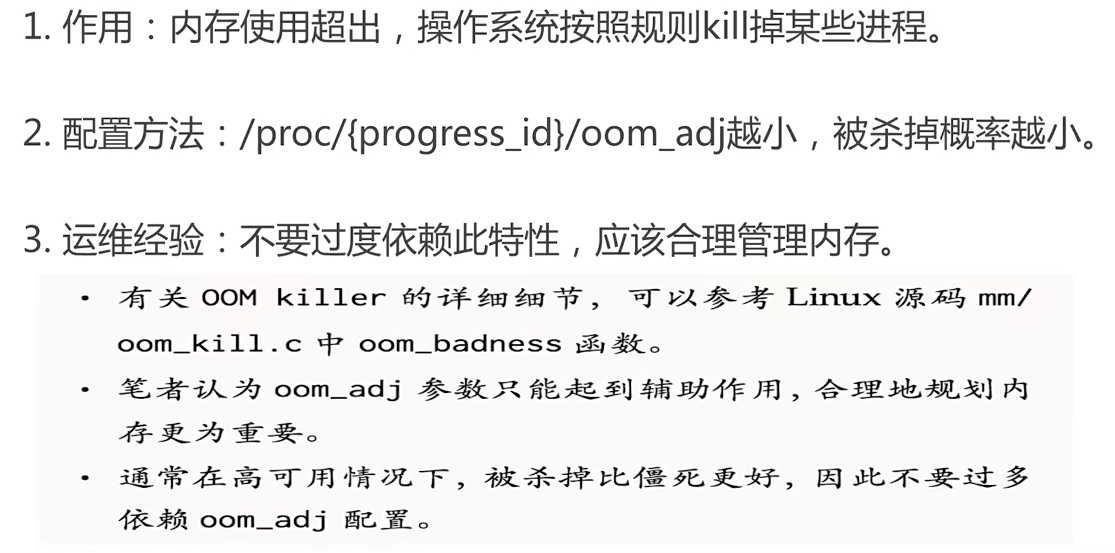 1. 作用：内存使用超出，操作系统按照规则kill掉某些进程。
2. 配置方法：/proc/{progress_id}/oom_adj越小，被杀掉概率越小。
3. 运维经验：不要过度依赖此特性，应该合理管理内存。
• 有关 OOM killer 的详细细节，可以参考 Linux 源码 mm/
oom_kill.c 中 oom_badness 函数。
• 笔者认为 oom_adj 参数只能起到辅助作用，合理地规划内
存更为重要。
• 通常在高可用情况下，被杀掉比僵死更好，因此不要过多
依赖 oom_adj 配置。